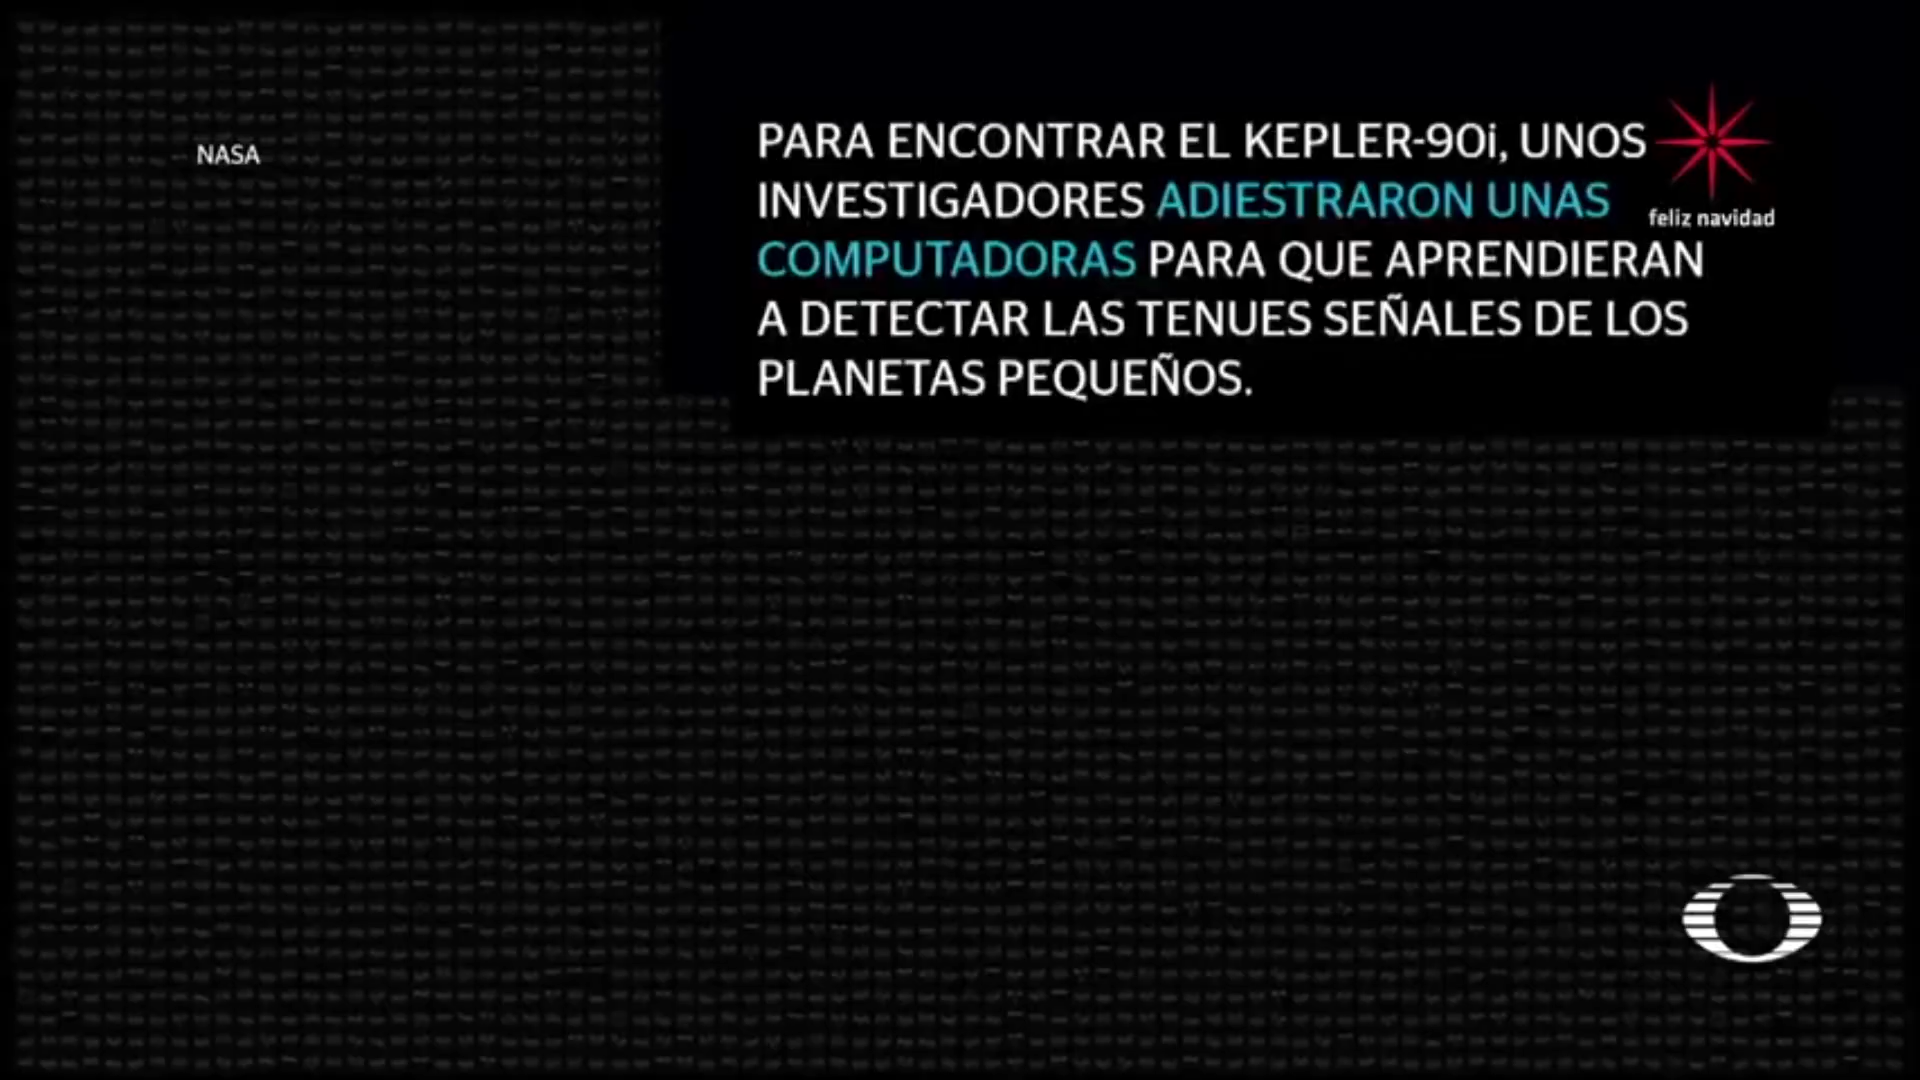 NASA
PARA ENCONTRAR EL KEPLER-90i, UNOS
INVESTIGADORES ADIESTRARON UNAS
COMPUTADORAS PARA QUE APRENDIERAN
A DETECTAR LAS TENUES SEÑALES DE LOS
PLANETAS PEQUEÑOS.
feliz navidad